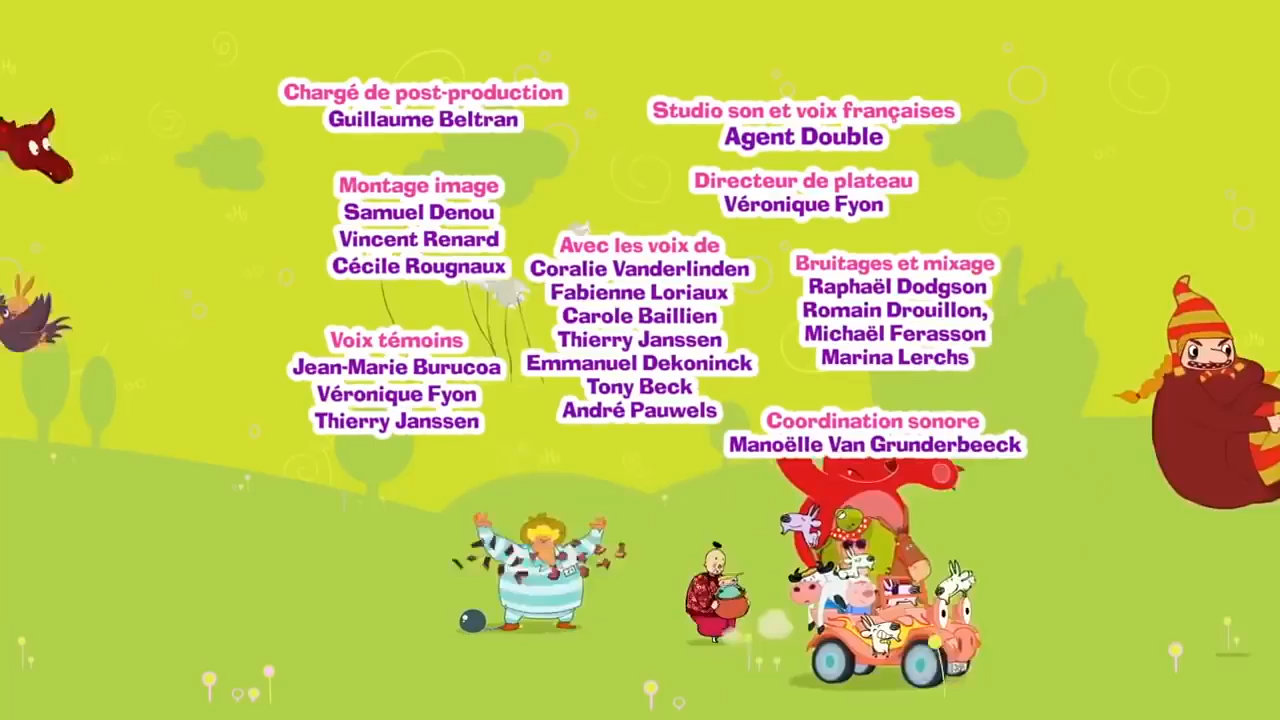 Chargé de post-production
Guillaume Beltran
Montage image
Samuel Denou
Vincent Renard
Cécile Rougnaux
Voix témoins
Jean-Marie Burucoa
Véronique Fyon
Thierry Janssen
Avec les voix de
Coralie Vanderlinden
Fabienne Loriaux
Carole Baillien
Thierry Janssen
Emmanuel Dekoninck
Tony Beck
André Pauwels
Studio son et voix françaises
Agent Double
Directeur de plateau
Véronique Fyon
Bruitages et mixage
Raphaël Dodgson
Romain Drouillon,
Michaël Ferasson
Marina Lerchs
Coordination sonore
Manoëlle Van Grunderbeeck